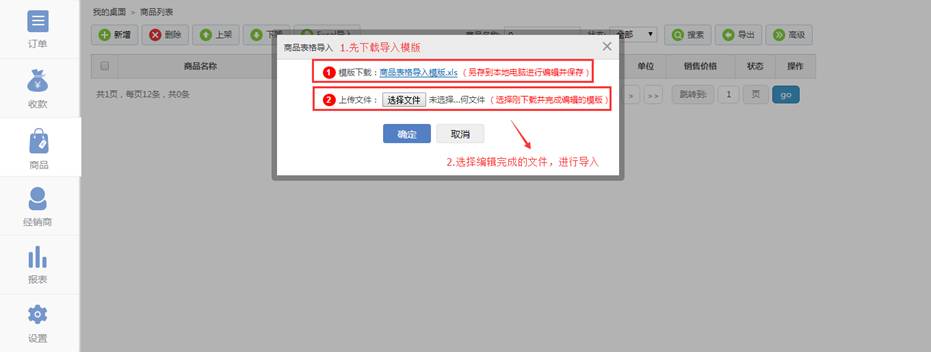 我的桌面 > 商品列表
新增 删除 上架 下架 Excel导入 商品名称: 状态: 全部 搜索 导出 高级
商品表格导入 1.先下载导入模版
商品名称 单位 销售价格 状态 操作
1 模版下载：商品表格导入模版.xls（另存到本地电脑进行编辑并保存）
共1页，每页12条，共0条 > >> 跳转到: 1 页 go
2 上传文件： 选择文件 未选择...何文件（选择刚下载并完成编辑的模版）
确定 取消
2.选择编辑完成的文件，进行导入
订单
收款
商品
经销商
报表
设置